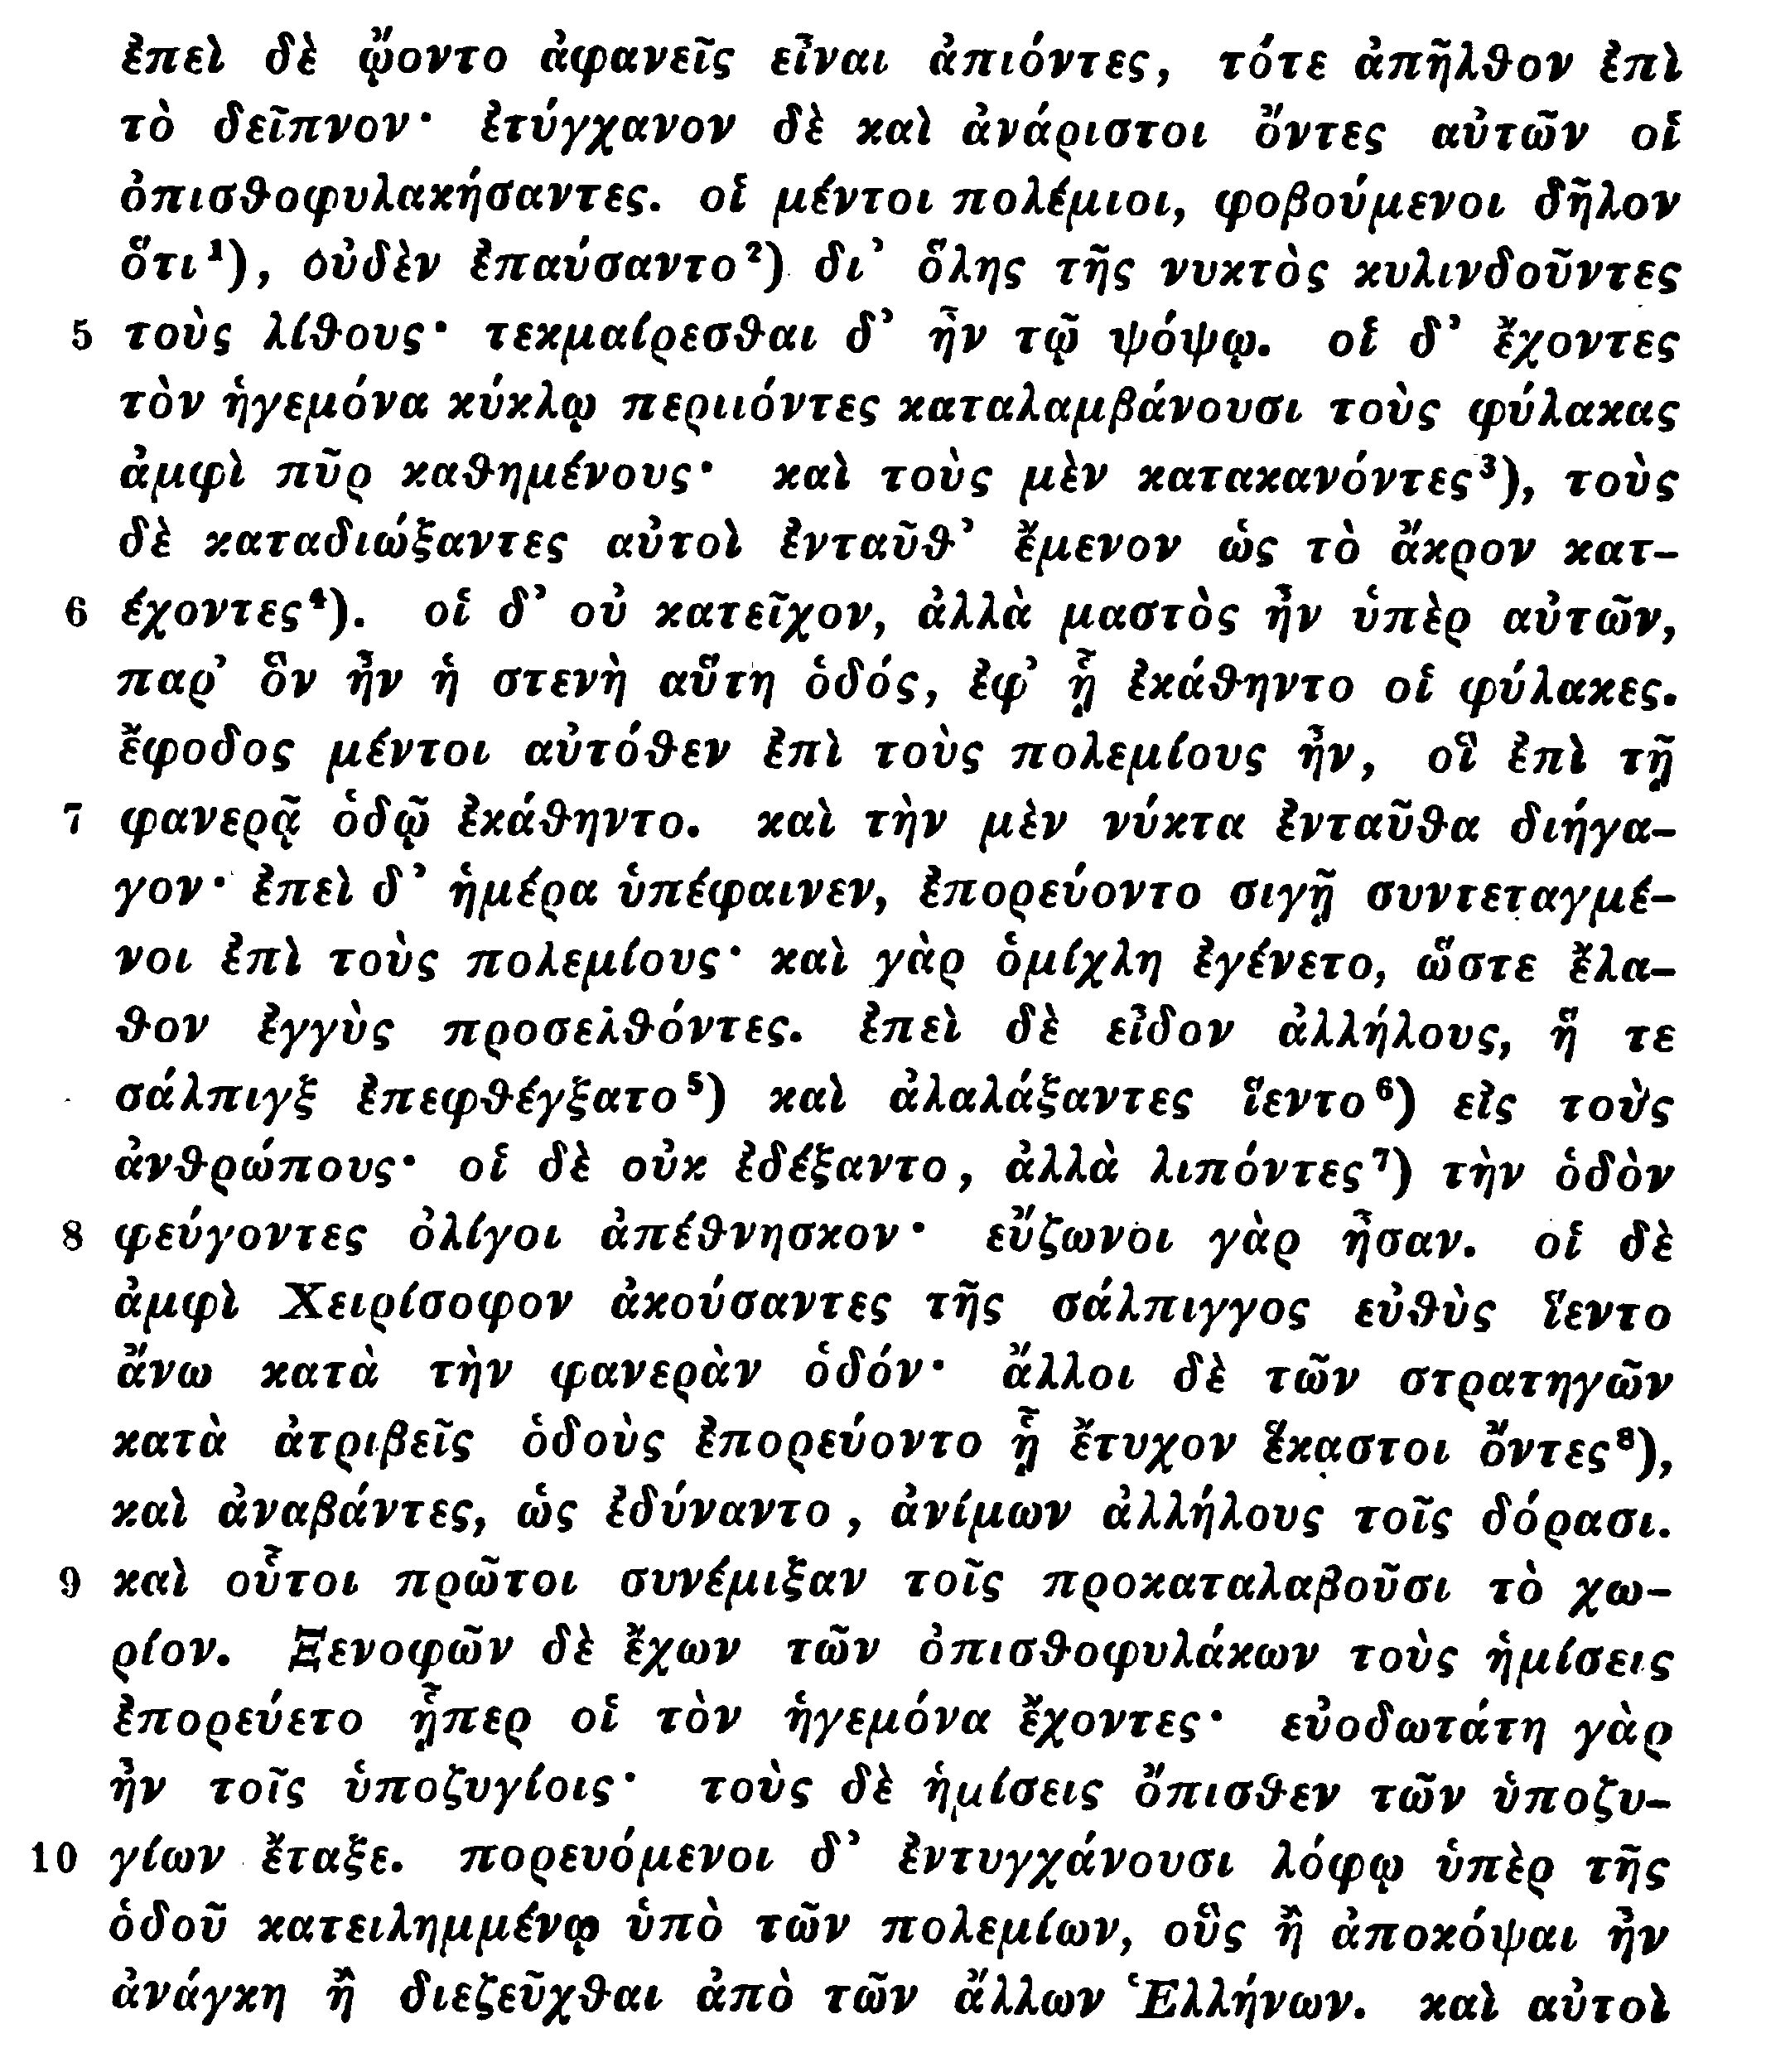 ἐπεὶ δὲ ᾤοντο ἀφανεῖς εἶναι ἀπιόντες, τότε ἀπῆλθον ἐπὶ
τὸ δεῖπνον· ἐτύγχανον δὲ καὶ ἀνάριστοι ὄντες αὐτῶν οἱ
ὀπισθοφυλακήσαντες. οἱ μέντοι πολέμιοι, φοβούμενοι δῆλον
ὅτι¹), οὐδὲν ἐπαύσαντο²) δι᾽ ὅλης τῆς νυκτὸς κυλινδοῦντες
5 τοὺς λίθους· τεκμαίρεσθαι δ᾽ ἦν τῷ ψόφῳ. οἱ δ᾽ ἔχοντες
τὸν ἡγεμόνα κύκλῳ περιιόντες καταλαμβάνουσι τοὺς φύλακας
ἀμφὶ πῦρ καθημένους· καὶ τοὺς μὲν κατακανόντες³), τοὺς
δὲ καταδιώξαντες αὐτοὶ ἐνταῦθ᾽ ἔμενον ὡς τὸ ἄκρον κατ-
6 έχοντες⁴). οἱ δ᾽ οὐ κατεῖχον, ἀλλὰ μαστὸς ἦν ὑπὲρ αὐτῶν,
παρ᾽ ὃν ἦν ἡ στενὴ αὕτη ὁδός, ἐφ᾽ ᾗ ἐκάθηντο οἱ φύλακες.
ἔφοδος μέντοι αὐτόθεν ἐπὶ τοὺς πολεμίους ἦν, οἳ ἐπὶ τῇ
7 φανερᾷ ὁδῷ ἐκάθηντο. καὶ τὴν μὲν νύκτα ἐνταῦθα διήγα-
γον· ἐπεὶ δ᾽ ἡμέρα ὑπέφαινεν, ἐπορεύοντο σιγῇ συντεταγμέ-
νοι ἐπὶ τοὺς πολεμίους· καὶ γὰρ ὁμίχλη ἐγένετο, ὥστε ἔλα-
θον ἐγγὺς προσελθόντες. ἐπεὶ δὲ εἶδον ἀλλήλους, ἥ τε
σάλπιγξ ἐπεφθέγξατο⁵) καὶ ἀλαλάξαντες ἵεντο⁶) εἰς τοὺς
ἀνθρώπους· οἱ δὲ οὐκ ἐδέξαντο, ἀλλὰ λιπόντες⁷) τὴν ὁδὸν
8 φεύγοντες ὀλίγοι ἀπέθνησκον· εὔζωνοι γὰρ ἦσαν. οἱ δὲ
ἀμφὶ Χειρίσοφον ἀκούσαντες τῆς σάλπιγγος εὐθὺς ἵεντο
ἄνω κατὰ τὴν φανερὰν ὁδόν· ἄλλοι δὲ τῶν στρατηγῶν
κατὰ ἀτριβεῖς ὁδοὺς ἐπορεύοντο ᾗ ἔτυχον ἕκαστοι ὄντες⁸),
καὶ ἀναβάντες, ὡς ἐδύναντο, ἀνίμων ἀλλήλους τοῖς δόρασι.
9 καὶ οὗτοι πρῶτοι συνέμιξαν τοῖς προκαταλαβοῦσι τὸ χω-
ρίον. Ξενοφῶν δὲ ἔχων τῶν ὀπισθοφυλάκων τοὺς ἡμίσεις
ἐπορεύετο ᾗπερ οἱ τὸν ἡγεμόνα ἔχοντες· εὐοδωτάτη γὰρ
ἦν τοῖς ὑποζυγίοις· τοὺς δὲ ἡμίσεις ὄπισθεν τῶν ὑποζυ-
10 γίων ἔταξε. πορευόμενοι δ᾽ ἐντυγχάνουσι λόφῳ ὑπὲρ τῆς
ὁδοῦ κατειλημμένῳ ὑπὸ τῶν πολεμίων, οὓς ἢ ἀποκόψαι ἦν
ἀνάγκη ἢ διεζεῦχθαι ἀπὸ τῶν ἄλλων Ἑλλήνων. καὶ αὐτοὶ